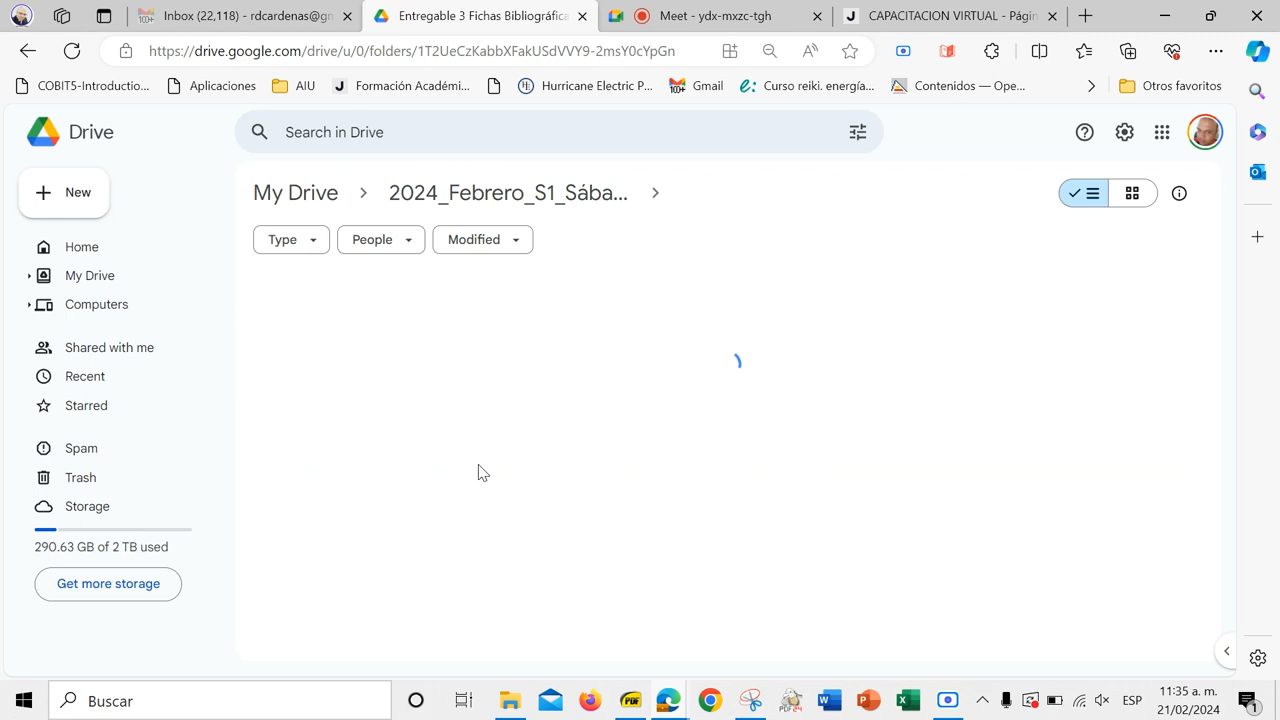 Inbox (22,118) - rdcardenas@gn
Entregable 3 Fichas Bibliográfica
Meet - ydxz-nxzc-tgh
CAPACITACION VIRTUAL - Págin
https://drive.google.com/drive/u/0/folders/1T2UeCzKabbXFakUSdVVY9-2msY0cYpGn
COBIT5-Introductio...
Aplicaciones
AIU
Formación Académi...
Hurricane Electric P...
Gmail
Curso reiki. energía...
Contenidos — Ope...
Otros favoritos
Drive
Search in Drive
New
My Drive
2024_Febrero_S1_Sába...
Type
People
Modified
Home
My Drive
Computers
Shared with me
Recent
Starred
Spam
Trash
Storage
290.63 GB of 2 TB used
Get more storage
Buscar
ESP
11:35 a. m.
21/02/2024